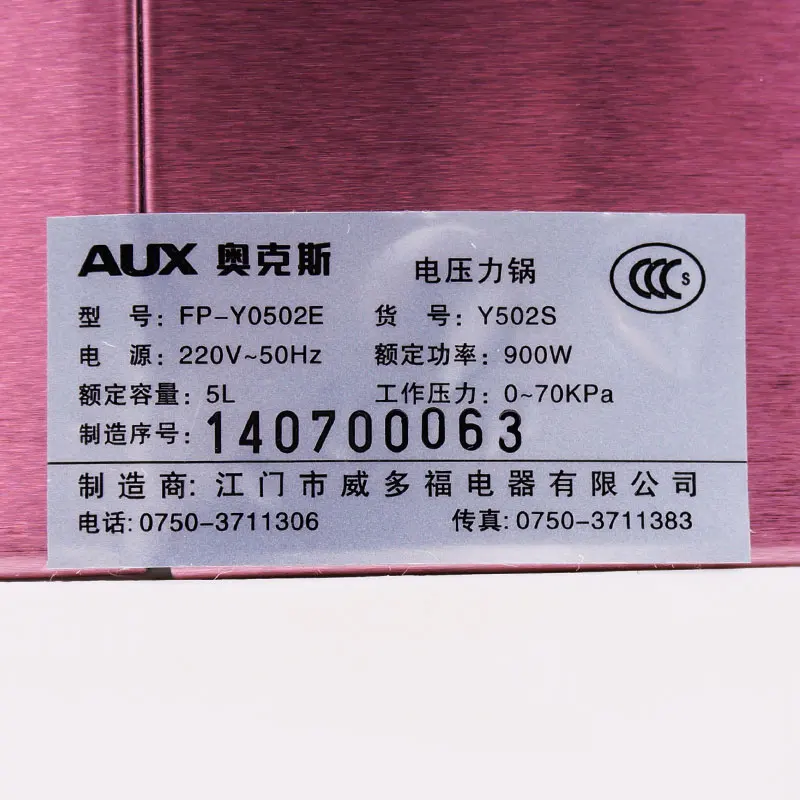 AUX 奥克斯 电压力锅 CCC S
型 号: FP-Y0502E 货 号: Y502S
电 源: 220V~50Hz 额定功率: 900W
额定容量: 5L 工作压力: 0~70KPa
制造序号: 140700063
制造商: 江门市威多福电器有限公司
电话: 0750-3711306 传真: 0750-3711383